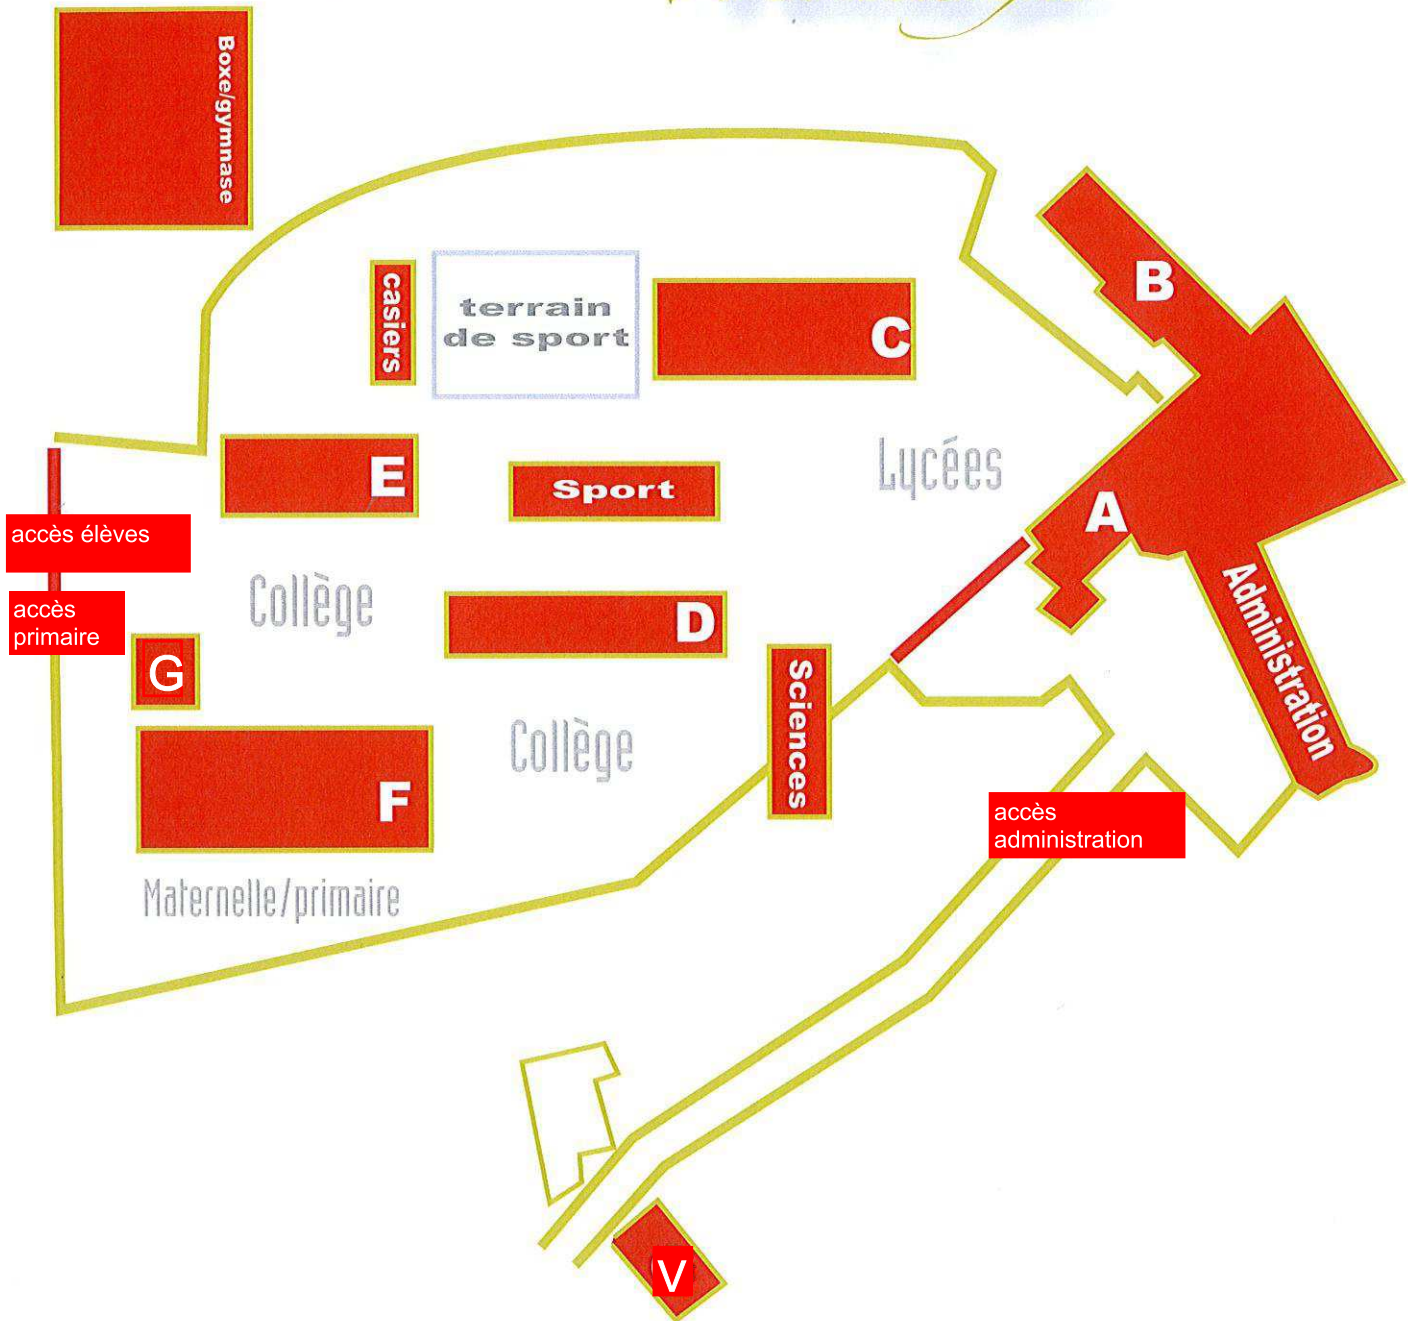 Boxe/gymnase
B
casiers
terrain
de sport
C
Lycées
E
Sport
A
accès élèves
Collège
accès
primaire
D
Administration
G
Sciences
Collège
F
accès
administration
Maternelle/primaire
V